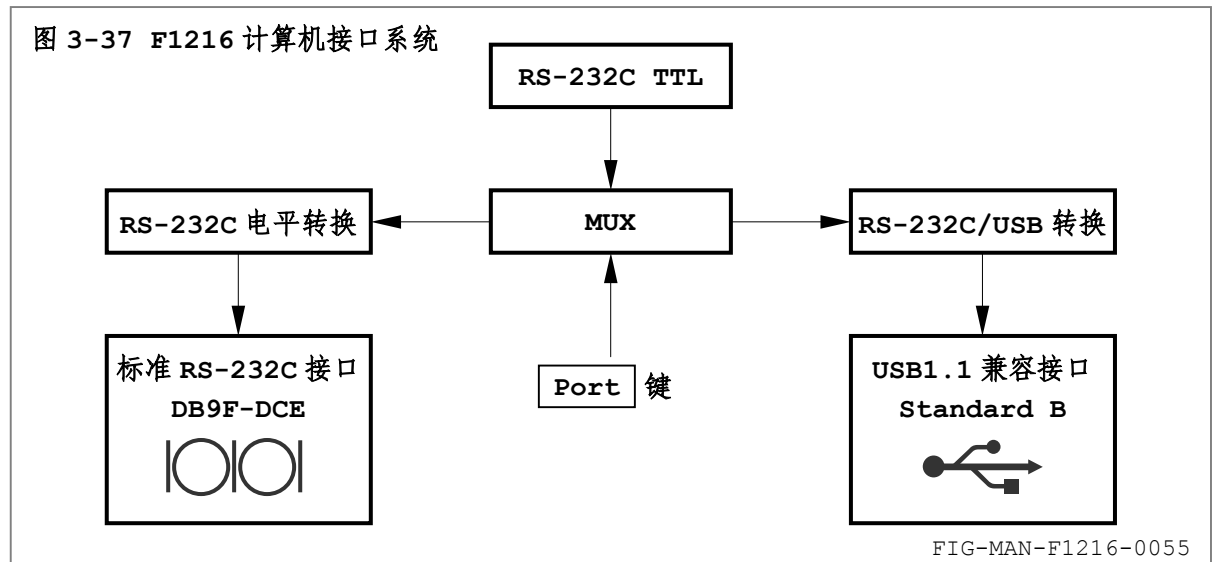 图 3-37 F1216 计算机接口系统
RS-232C TTL
RS-232C 电平转换
MUX
RS-232C/USB 转换
标准 RS-232C 接口
DB9F-DCE
Port 键
USB1.1 兼容接口
Standard B
FIG-MAN-F1216-0055